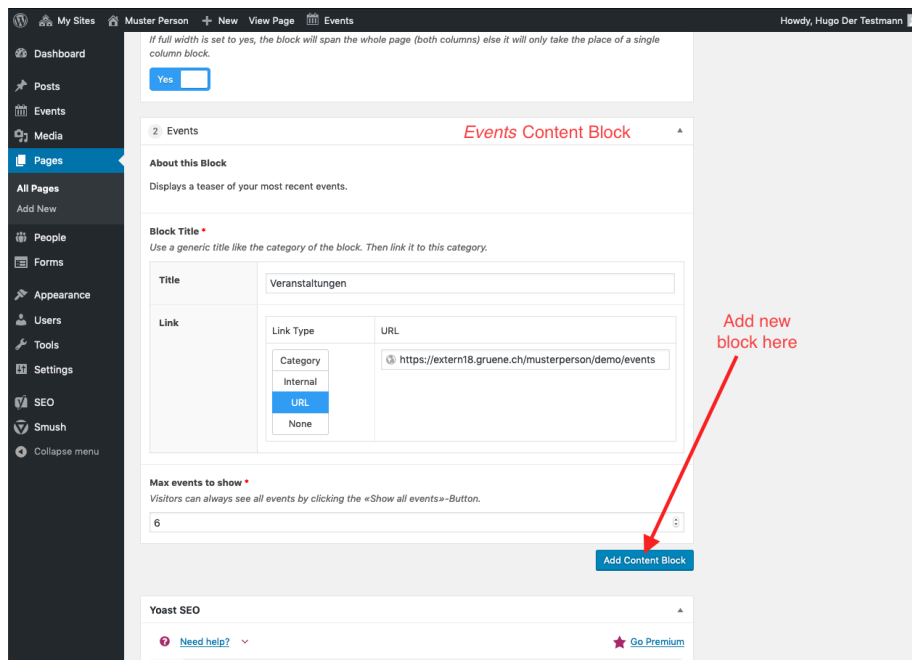 My Sites Muster Person New View Page Events Howdy, Hugo Der Testmann
Dashboard
Posts
Events
Media
Pages
All Pages
Add New
People
Forms
Appearance
Users
Tools
Settings
SEO
Smush
Collapse menu
If full width is set to yes, the block will span the whole page (both columns) else it will only take the place of a single
column block.
Yes
2 Events
Events Content Block
About this Block
Displays a teaser of your most recent events.
Block Title *
Use a generic title like the category of the block. Then link it to this category.
Title
Veranstaltungen
Link
Link Type
URL
Category
Internal
URL
None
https://extern18.gruene.ch/musterperson/demo/events
Add new
block here
Max events to show *
Visitors can always see all events by clicking the «Show all events»-Button.
6
Add Content Block
Yoast SEO
Need help?
Go Premium